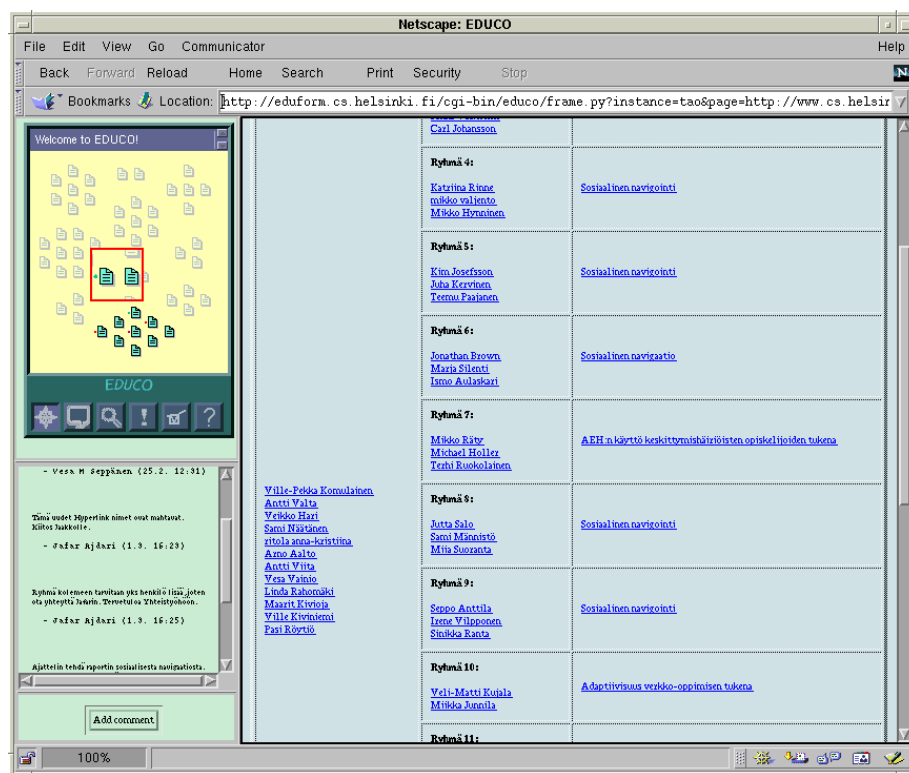 Netscape: EDUCO
File Edit View Go Communicator Help
Back Forward Reload Home Search Print Security Stop
Bookmarks Location: http://eduform.cs.helsinki.fi/cgi-bin/educo/frame.py?instance=tao&page=http://www.cs.helsir
Welcome to EDUCO!
EDUCO
- Vesa M Seppänen (25.2. 12:31)
Tämä uudet Hyperlink nimet ovat mahtavat.
Kiitos Jaakkolle.
- Jafar Ajdari (1.3. 16:23)
Ryhmä kolemeen tarvitaan yks henkilö lisää, joten
ota yhteyttä Jafarin. Tervetuloa Yhteistyöhön.
- Jafar Ajdari (1.3. 16:25)
Ajattelin tehdä raportin sosiaalisesta navigaatiosta.
Add comment
100%
Ville-Pekka Komulainen
Antti Valta
Veikko Hari
Sami Näätänen
ritola anna-kristiina
Arno Aalto
Antti Viita
Vesa Vainio
Linda Rahomäki
Maarit Kivioja
Ville Kiviniemi
Pasi Röytiö
Carl Johansson
Ryhmä 4:
Katriina Rinne
mikko valjento
Mikko Hynninen
Sosiaalinen navigointi
Ryhmä 5:
Kim Josefsson
Juha Kervinen
Teemu Paajanen
Sosiaalinen navigointi
Ryhmä 6:
Jonathan Brown
Marja Silenti
Ismo Aulaskari
Sosiaalinen navigaatio
Ryhmä 7:
Mikko Räty
Michael Holler
Terhi Ruokolainen
AEH:n käyttö keskittymishäiriöisten opiskelijoiden tukena
Ryhmä 8:
Jutta Salo
Sami Männistö
Miia Suoranta
Sosiaalinen navigointi
Ryhmä 9:
Seppo Anttila
Irene Vilpponen
Sinikka Ranta
Sosiaalinen navigointi
Ryhmä 10:
Veli-Matti Kujala
Miikka Junnila
Adaptiivisuus verkko-oppimisen tukena
Ryhmä 11: